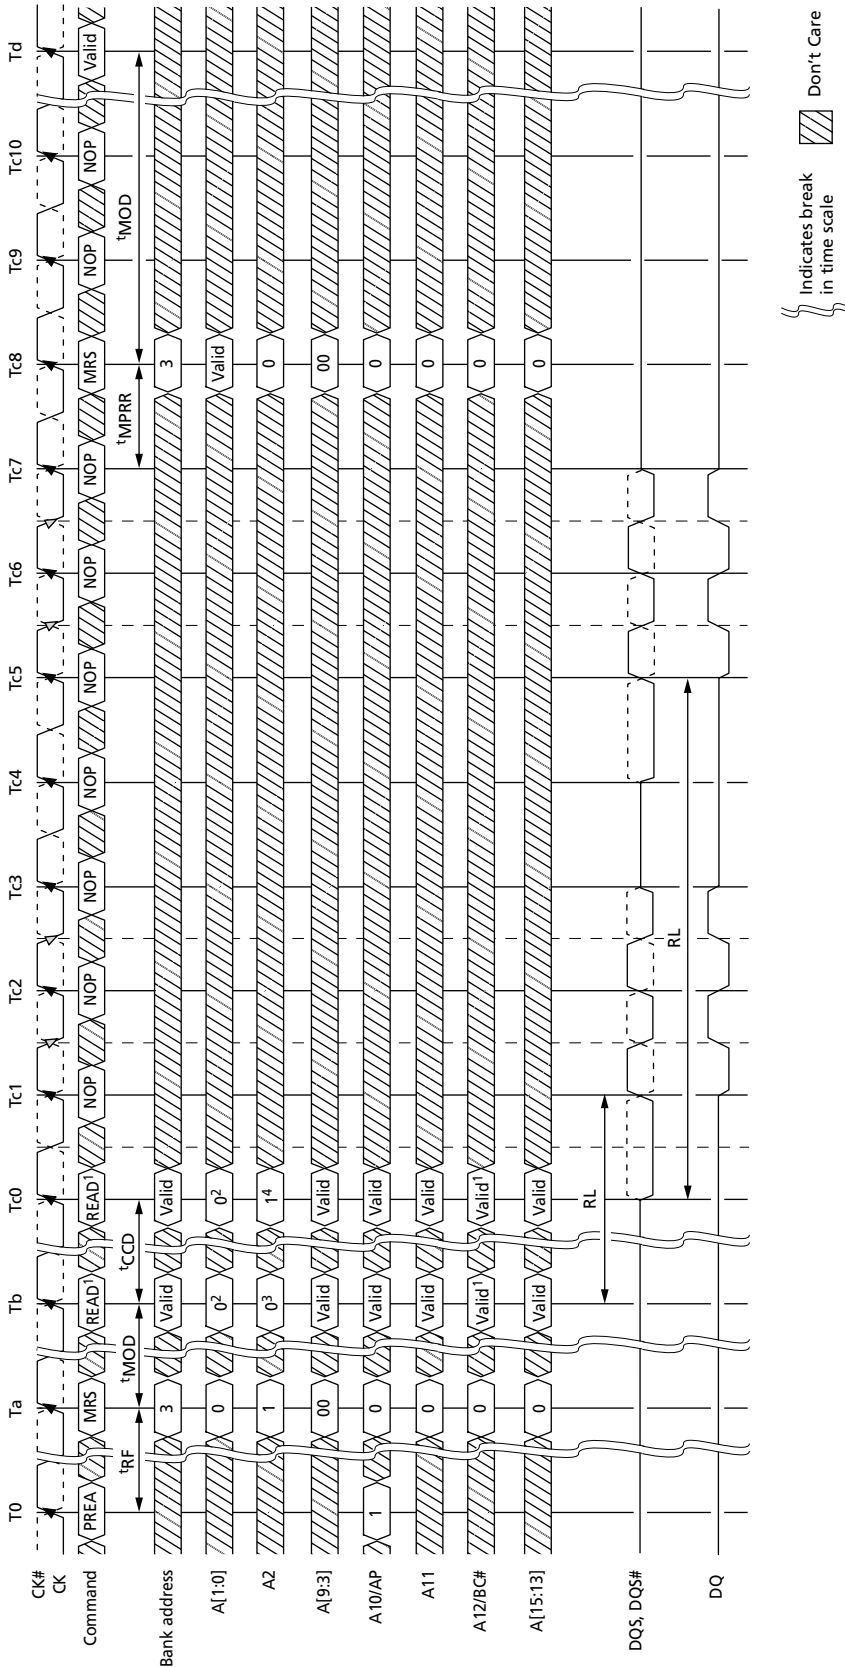 T0 Ta Tb Tc0 Tc1 Tc2 Tc3 Tc4 Tc5 Tc6 Tc7 Tc8 Tc9 Tc10 Td
CK#
CK
Command PREA MRS READ1 READ1 NOP NOP NOP NOP NOP NOP NOP MRS NOP NOP Valid
tRF tMOD tCCD tMPRR tMOD
Bank address 3 Valid Valid 3
A[1:0] 0 02 02 Valid
A2 1 03 14 0
A[9:3] 00 Valid Valid 00
A10/AP 1 0 Valid Valid 0
A11 0 Valid Valid 0
A12/BC# 0 Valid1 Valid1 0
A[15:13] 0 Valid Valid 0
RL
DQS, DQS#
RL
DQ
Indicates break
in time scale
Don't Care